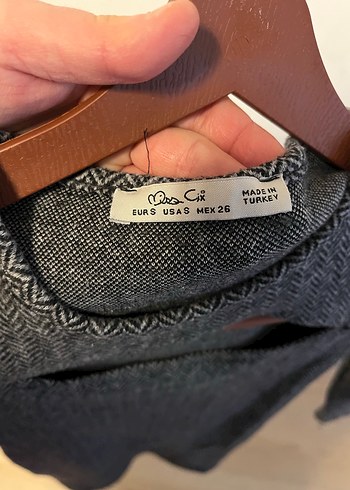 Miss Cix
MADE IN
TURKEY
EUR S USA S MEX 26